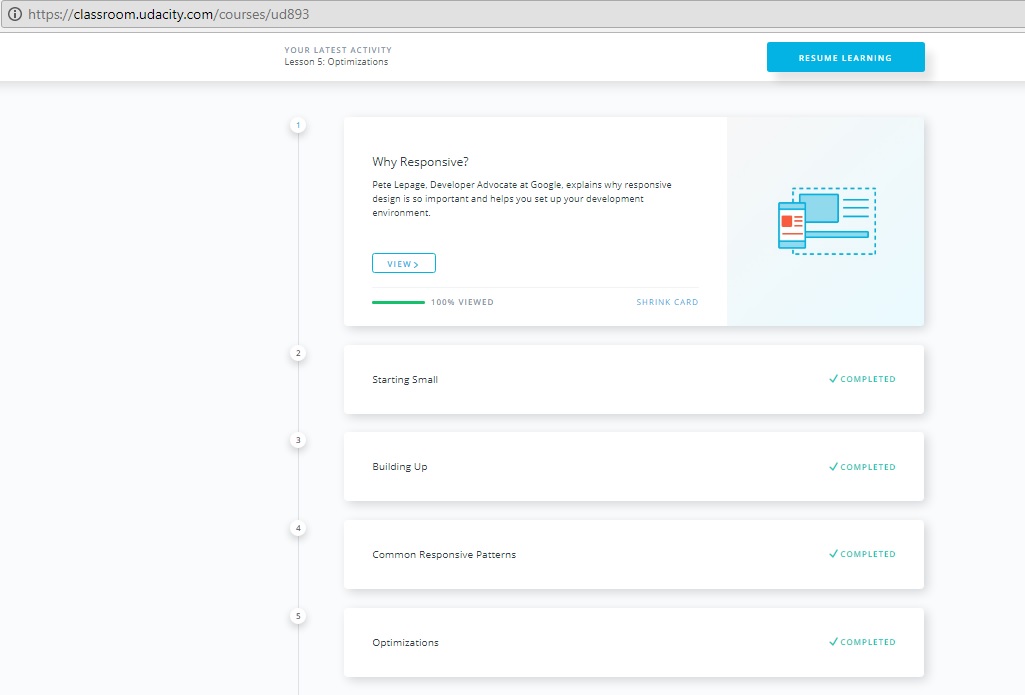 https://classroom.udacity.com/courses/ud893
YOUR LATEST ACTIVITY
Lesson 5: Optimizations
RESUME LEARNING
1
Why Responsive?
Pete Lepage, Developer Advocate at Google, explains why responsive
design is so important and helps you set up your development
environment.
VIEW >
100% VIEWED
SHRINK CARD
2
Starting Small
✓ COMPLETED
3
Building Up
✓ COMPLETED
4
Common Responsive Patterns
✓ COMPLETED
5
Optimizations
✓ COMPLETED